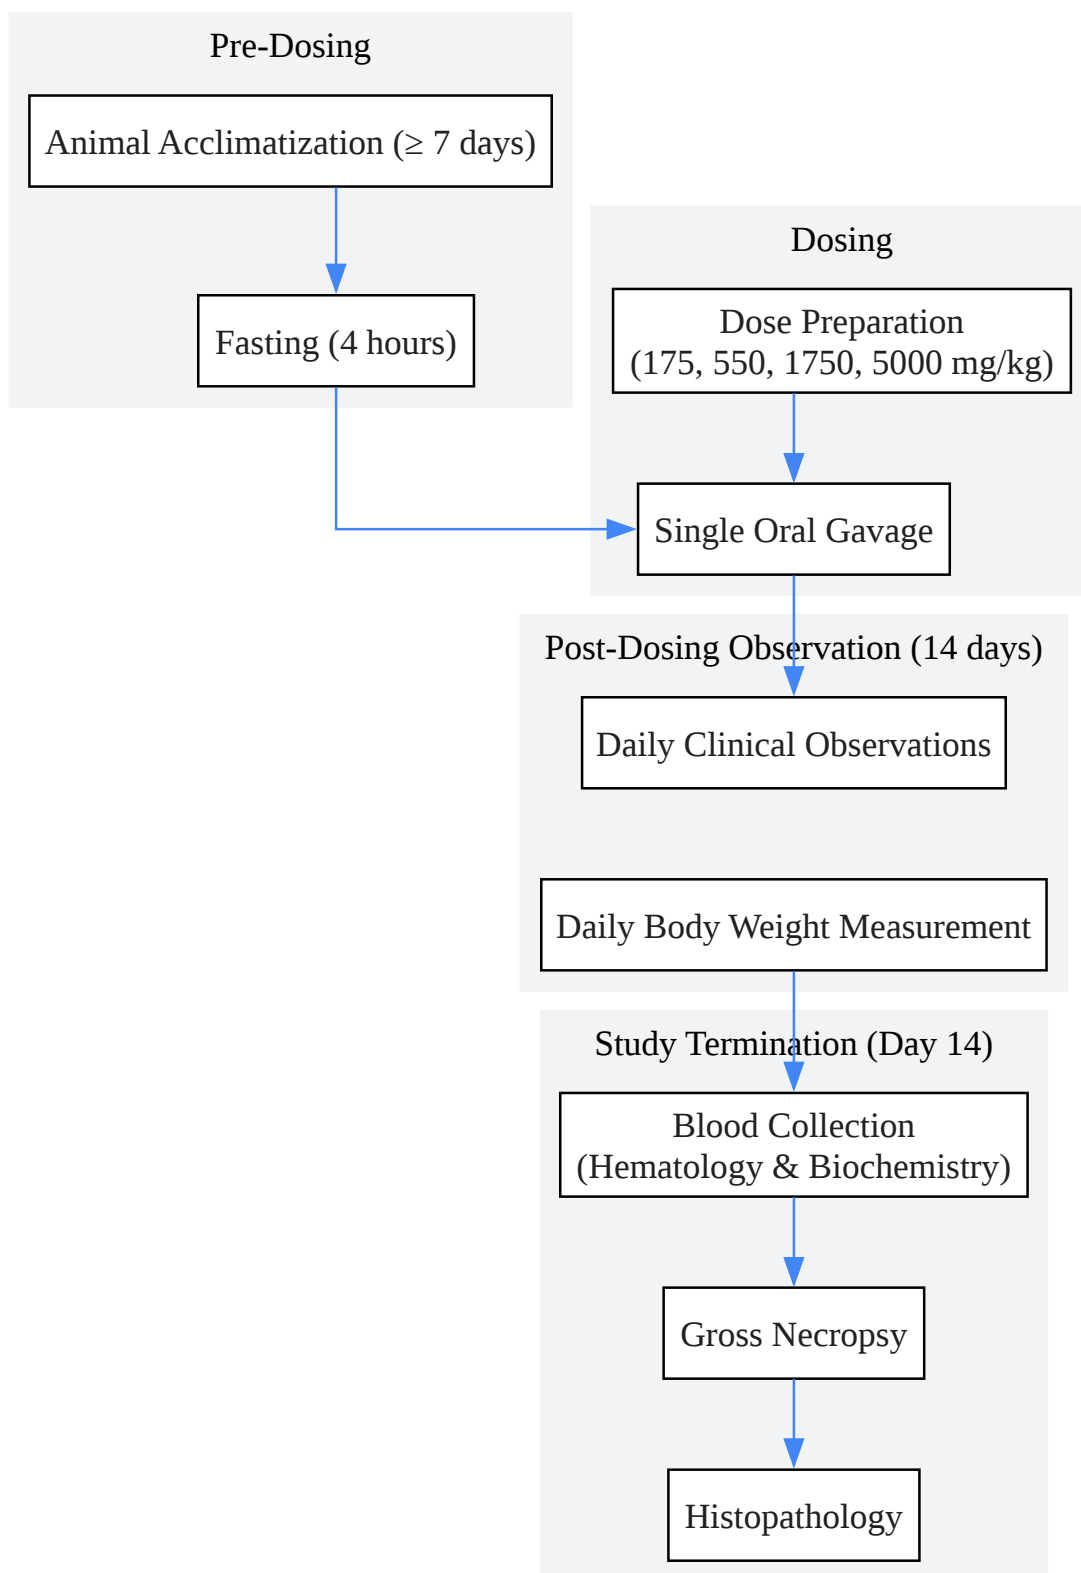 Pre-Dosing
Animal Acclimatization (≥ 7 days)
Fasting (4 hours)
Dosing
Dose Preparation
(175, 550, 1750, 5000 mg/kg)
Single Oral Gavage
Post-Dosing Observation (14 days)
Daily Clinical Observations
Daily Body Weight Measurement
Study Termination (Day 14)
Blood Collection
(Hematology & Biochemistry)
Gross Necropsy
Histopathology